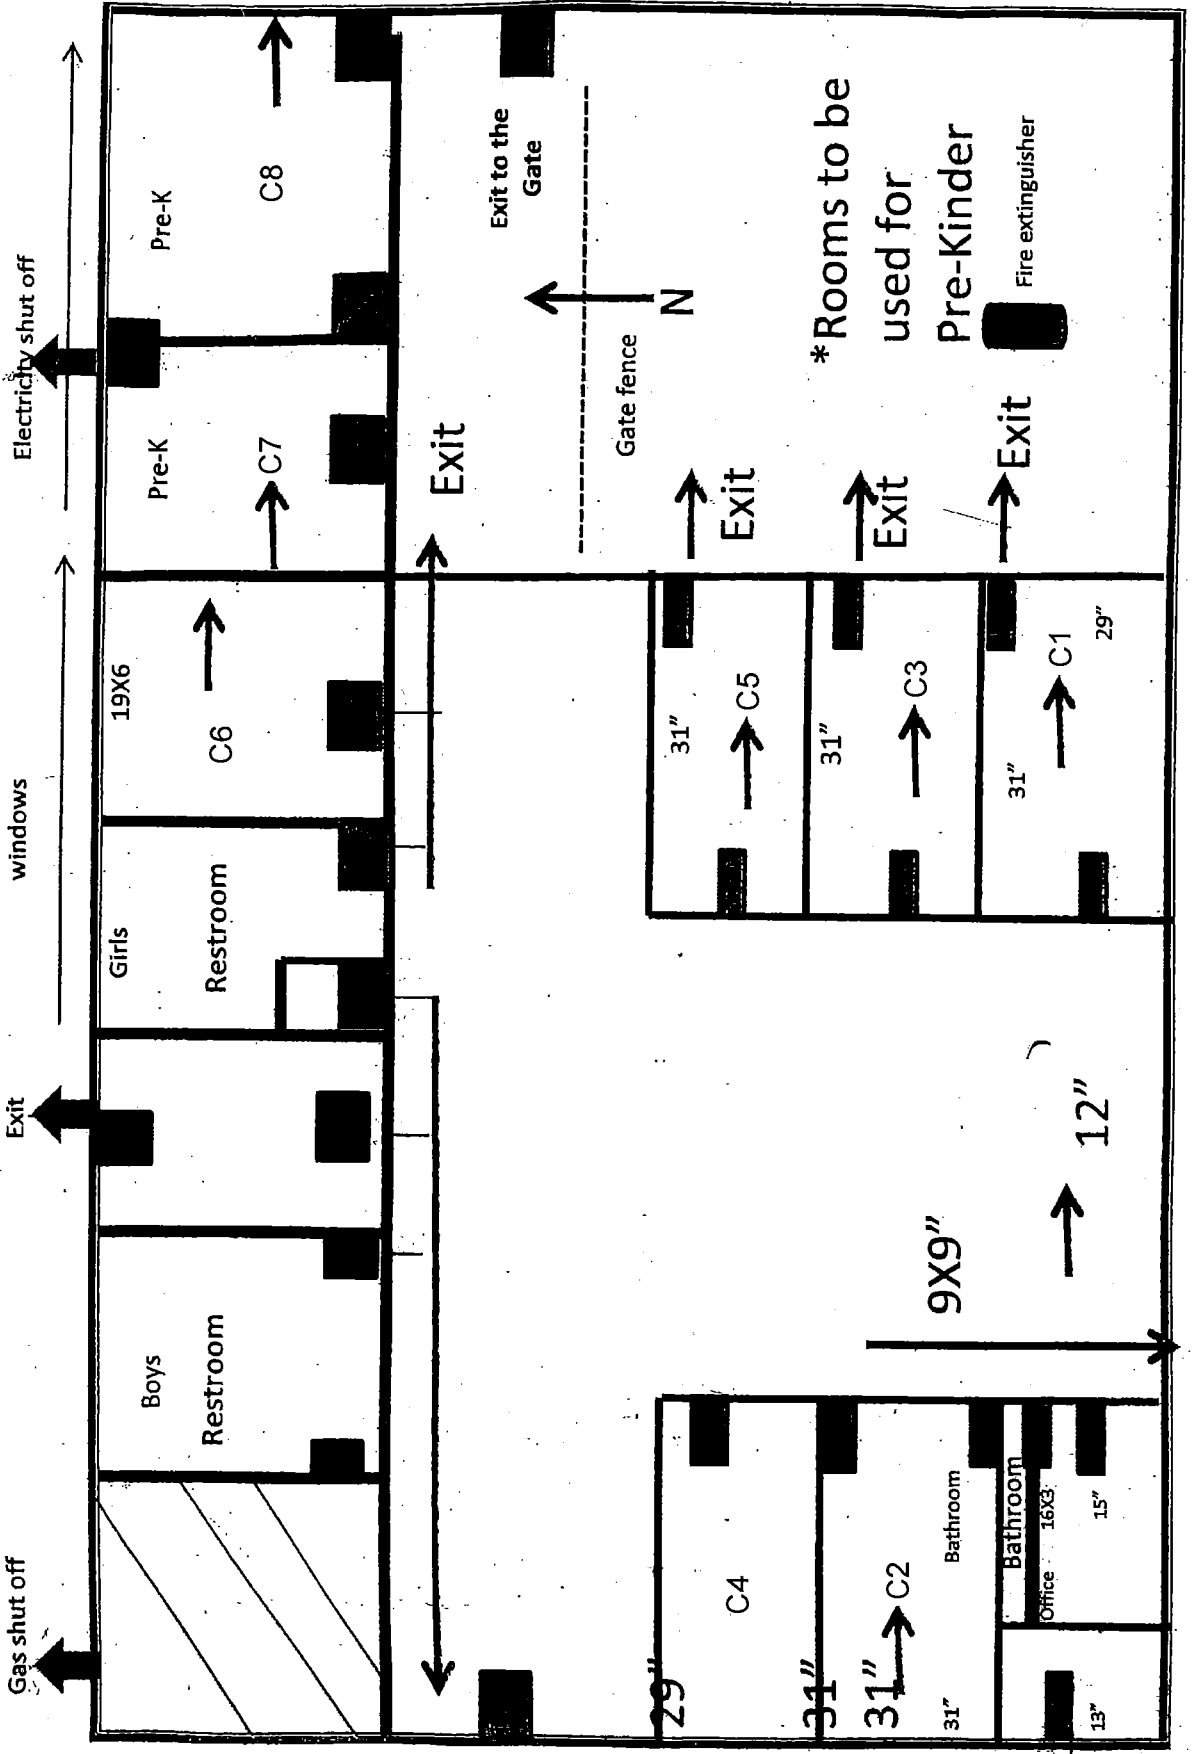 Gas shut off
Exit
windows
Electricity shut off
Boys
Restroom
Girls
Restroom
19X6
C6
Pre-K
C7
Pre-K
C8
Exit
Exit to the
Gate
Gate fence
N
29”
C4
31”
31”
C2
31”
Bathroom
Bathroom
Office
16X3
15”
13”
9X9”
12”
31”
C5
Exit
31”
C3
Exit
31”
C1
29”
Exit
*Rooms to be
used for
Pre-Kinder
Fire extinguisher